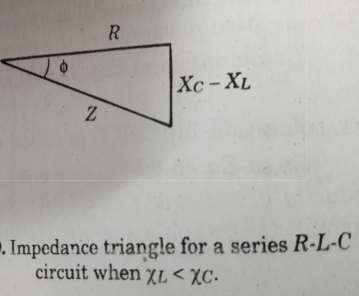 R
ϕ
X_C – X_L
Z
. Impedance triangle for a series R-L-C
circuit when χ_L < χ_C.